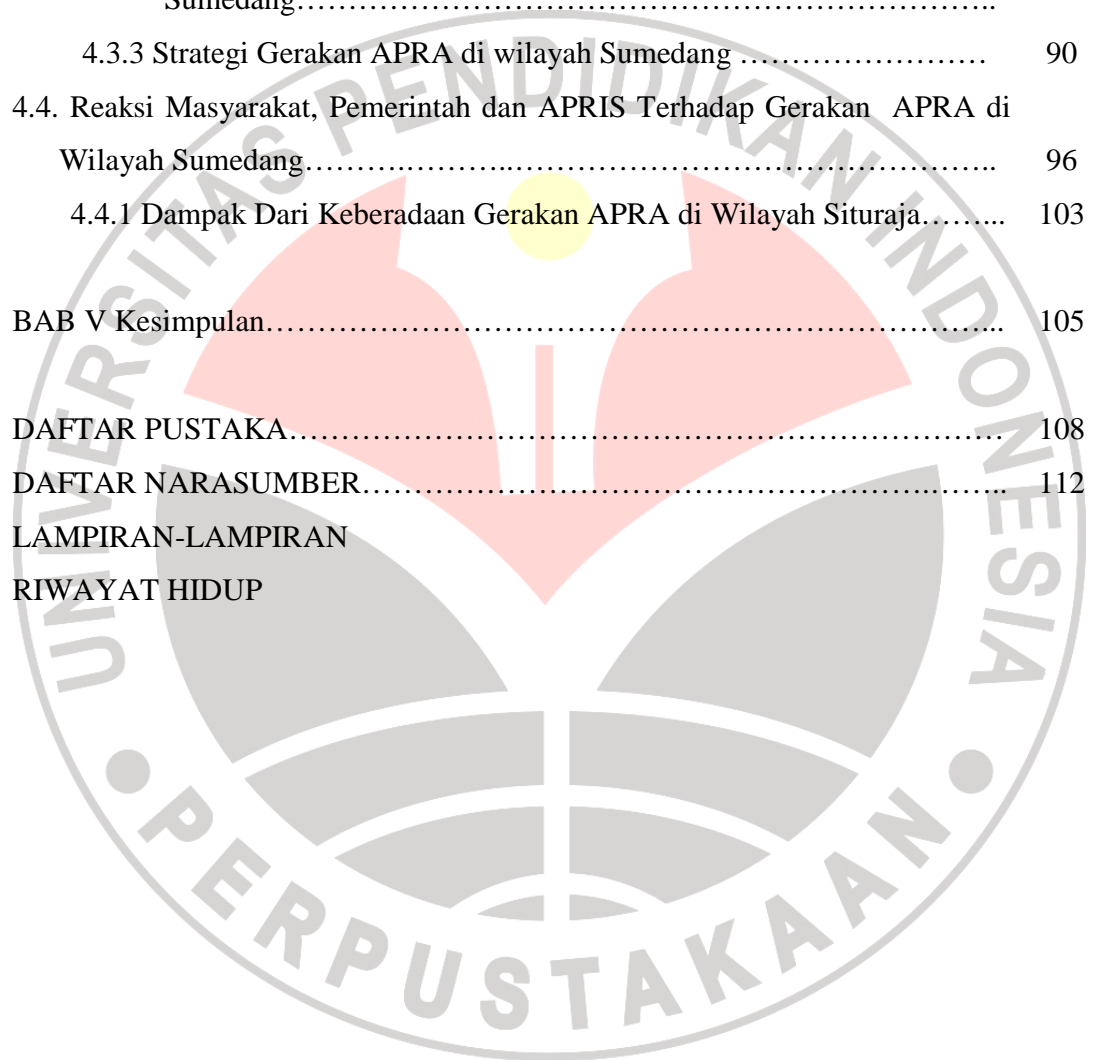 Sumedang…………………………………………………………..
4.3.3 Strategi Gerakan APRA di wilayah Sumedang …………………… 90
4.4. Reaksi Masyarakat, Pemerintah dan APRIS Terhadap Gerakan APRA di
Wilayah Sumedang………………..………………………………………. 96
4.4.1 Dampak Dari Keberadaan Gerakan APRA di Wilayah Situraja…….. 103
BAB V Kesimpulan……………………………………………………………….. 105
DAFTAR PUSTAKA……………………………………………………………… 108
DAFTAR NARASUMBER………………………………………………….…….. 112
LAMPIRAN-LAMPIRAN
RIWAYAT HIDUP
UNIVERSITAS PENDIDIKAN INDONESIA
PERPUSTAKAAN